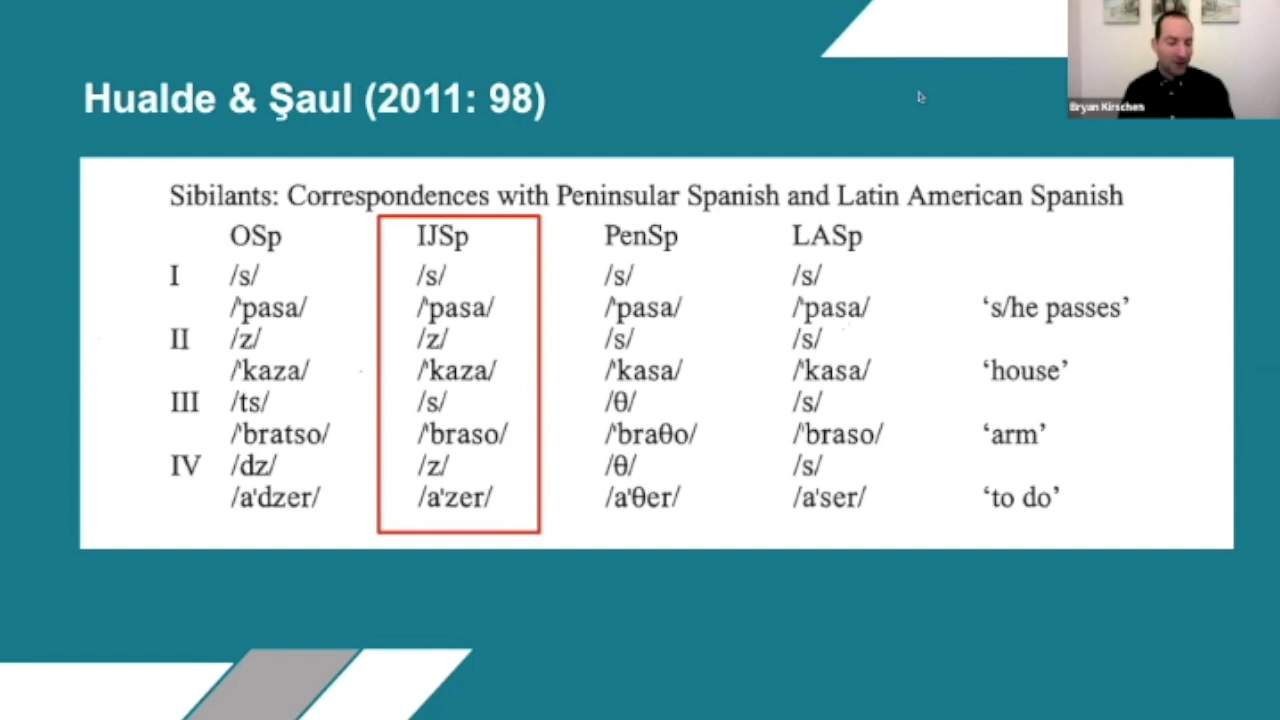 Bryan Kirschen
Hualde & Şaul (2011: 98)
Sibilants: Correspondences with Peninsular Spanish and Latin American Spanish
OSp IJSp PenSp LASp
I /s/ /s/ /s/ /s/
/ˈpasa/ /ˈpasa/ /ˈpasa/ /ˈpasa/ ‘s/he passes’
II /z/ /z/ /s/ /s/
/ˈkaza/ /ˈkaza/ /ˈkasa/ /ˈkasa/ ‘house’
III /ts/ /s/ /θ/ /s/
/ˈbratso/ /ˈbraso/ /ˈbraθo/ /ˈbraso/ ‘arm’
IV /dz/ /z/ /θ/ /s/
/aˈdzer/ /aˈzer/ /aˈθer/ /aˈser/ ‘to do’